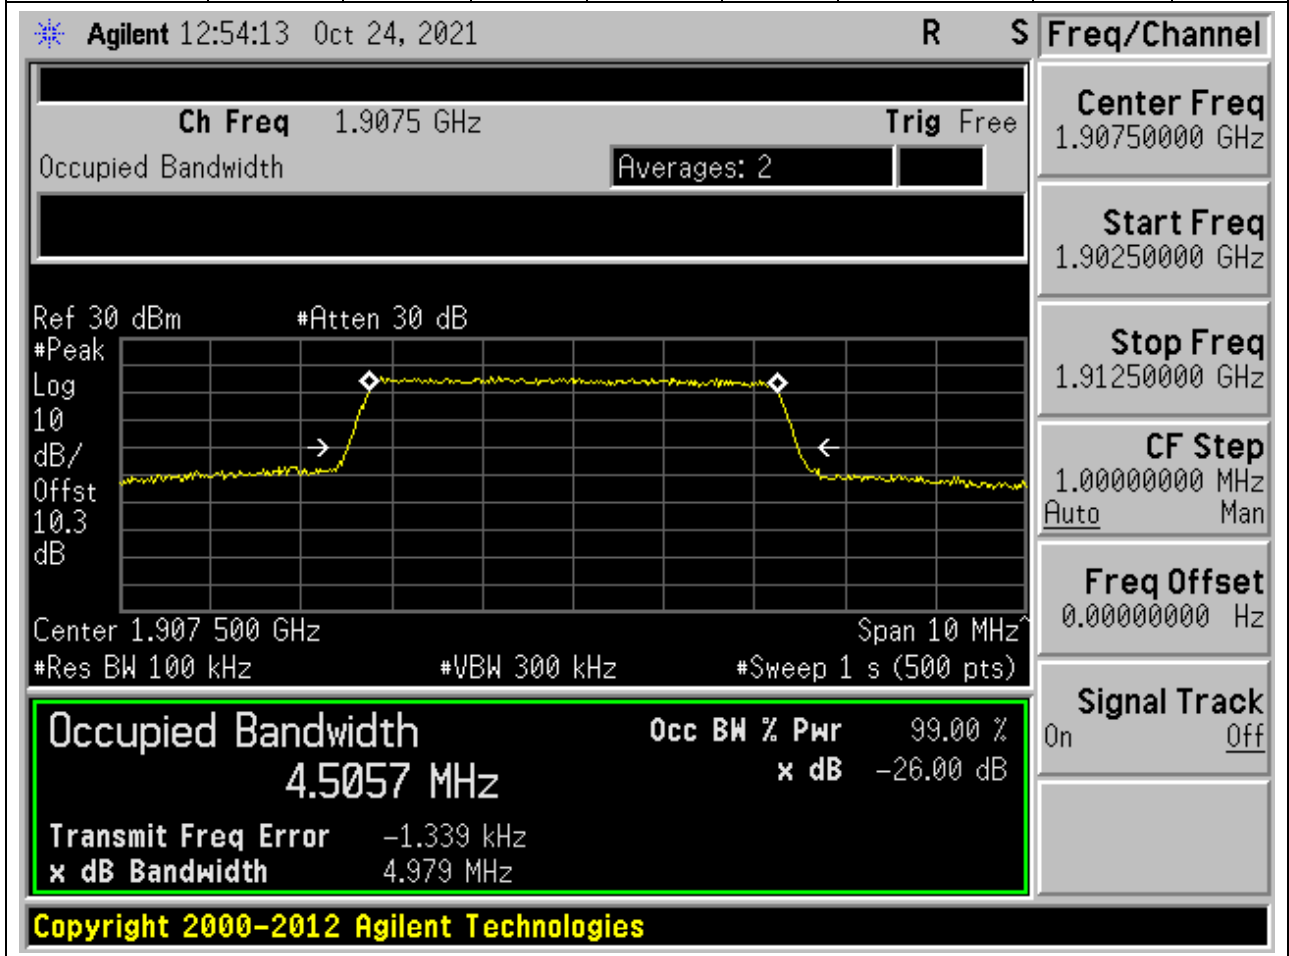 Agilent 12:54:13 Oct 24, 2021 R S
Freq/Channel
Ch Freq 1.9075 GHz Trig Free
Occupied Bandwidth Averages: 2
Center Freq
1.90750000 GHz
Start Freq
1.90250000 GHz
Stop Freq
1.91250000 GHz
CF Step
1.00000000 MHz
Auto Man
Freq Offset
0.00000000 Hz
Signal Track
On Off
Ref 30 dBm #Atten 30 dB
#Peak
Log
10
dB/
Offst
10.3
dB
Center 1.907 500 GHz Span 10 MHz^
#Res BW 100 kHz #VBW 300 kHz #Sweep 1 s (500 pts)
Occupied Bandwidth Occ BW % Pwr 99.00 %
4.5057 MHz x dB -26.00 dB
Transmit Freq Error -1.339 kHz
x dB Bandwidth 4.979 MHz
Copyright 2000-2012 Agilent Technologies